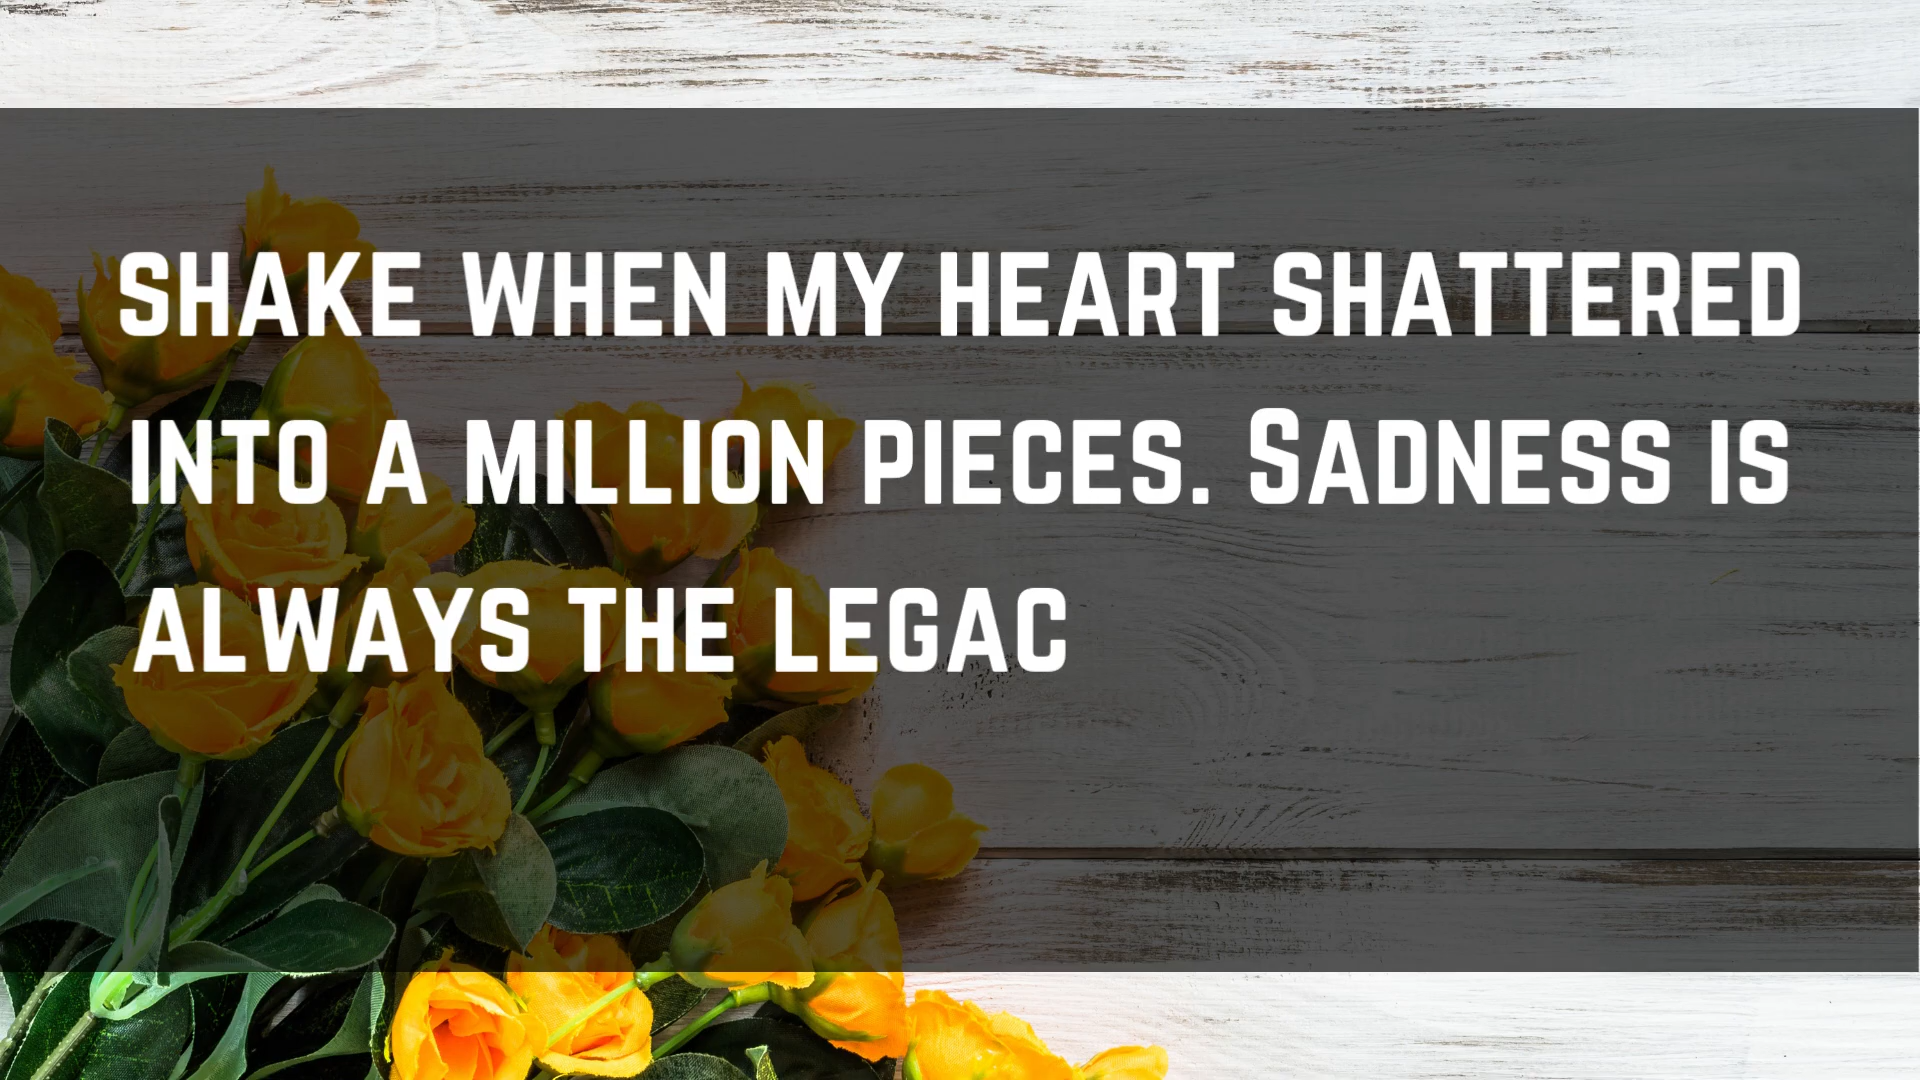 SHAKE WHEN MY HEART SHATTERED
INTO A MILLION PIECES. SADNESS IS
ALWAYS THE LEGAC